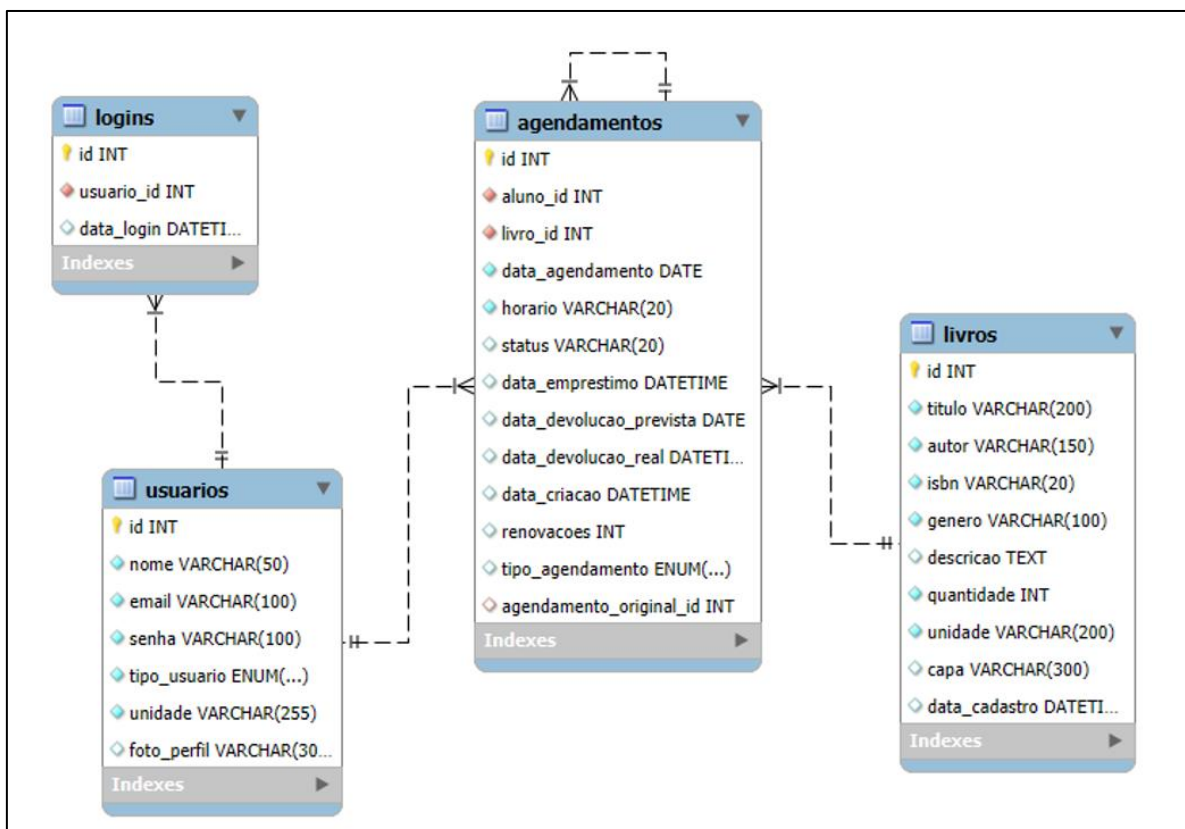 logins
id INT
usuario_id INT
data_login DATETI...
Indexes
usuarios
id INT
nome VARCHAR(50)
email VARCHAR(100)
senha VARCHAR(100)
tipo_usuario ENUM(...)
unidade VARCHAR(255)
foto_perfil VARCHAR(30...
Indexes
agendamentos
id INT
aluno_id INT
livro_id INT
data_agendamento DATE
horario VARCHAR(20)
status VARCHAR(20)
data_emprestimo DATETIME
data_devolucao_prevista DATE
data_devolucao_real DATETI...
data_criacao DATETIME
renovacoes INT
tipo_agendamento ENUM(...)
agendamento_original_id INT
Indexes
livros
id INT
titulo VARCHAR(200)
autor VARCHAR(150)
isbn VARCHAR(20)
genero VARCHAR(100)
descricao TEXT
quantidade INT
unidade VARCHAR(200)
capa VARCHAR(300)
data_cadastro DATETI...
Indexes